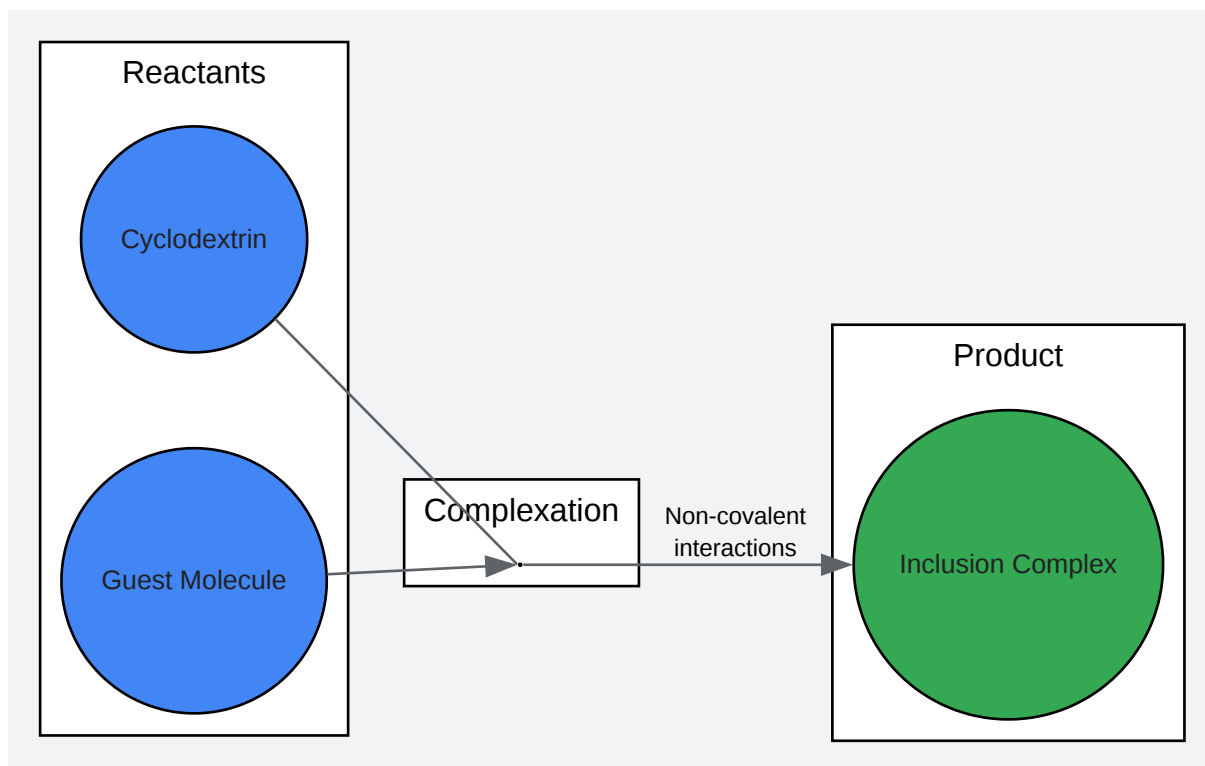 Reactants
Cyclodextrin
Guest Molecule
Complexation
Non-covalent
interactions
Product
Inclusion Complex